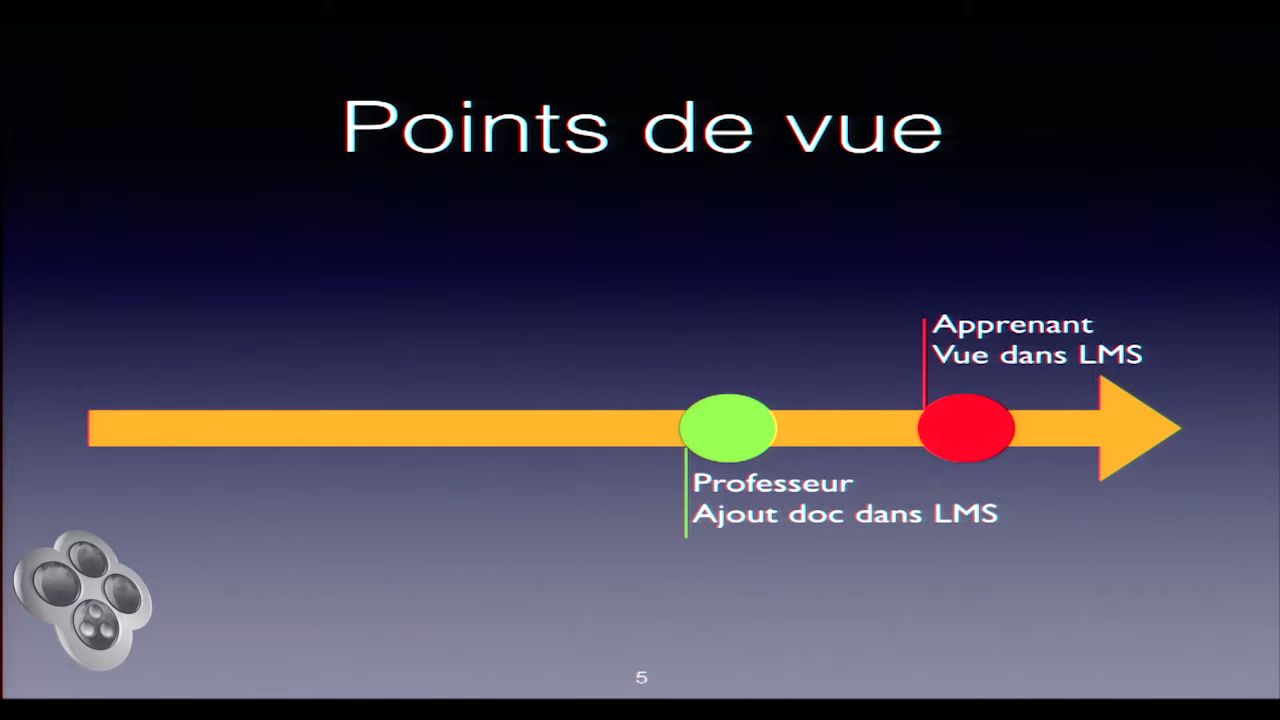 Points de vue
Apprenant
Vue dans LMS
Professeur
Ajout doc dans LMS
5